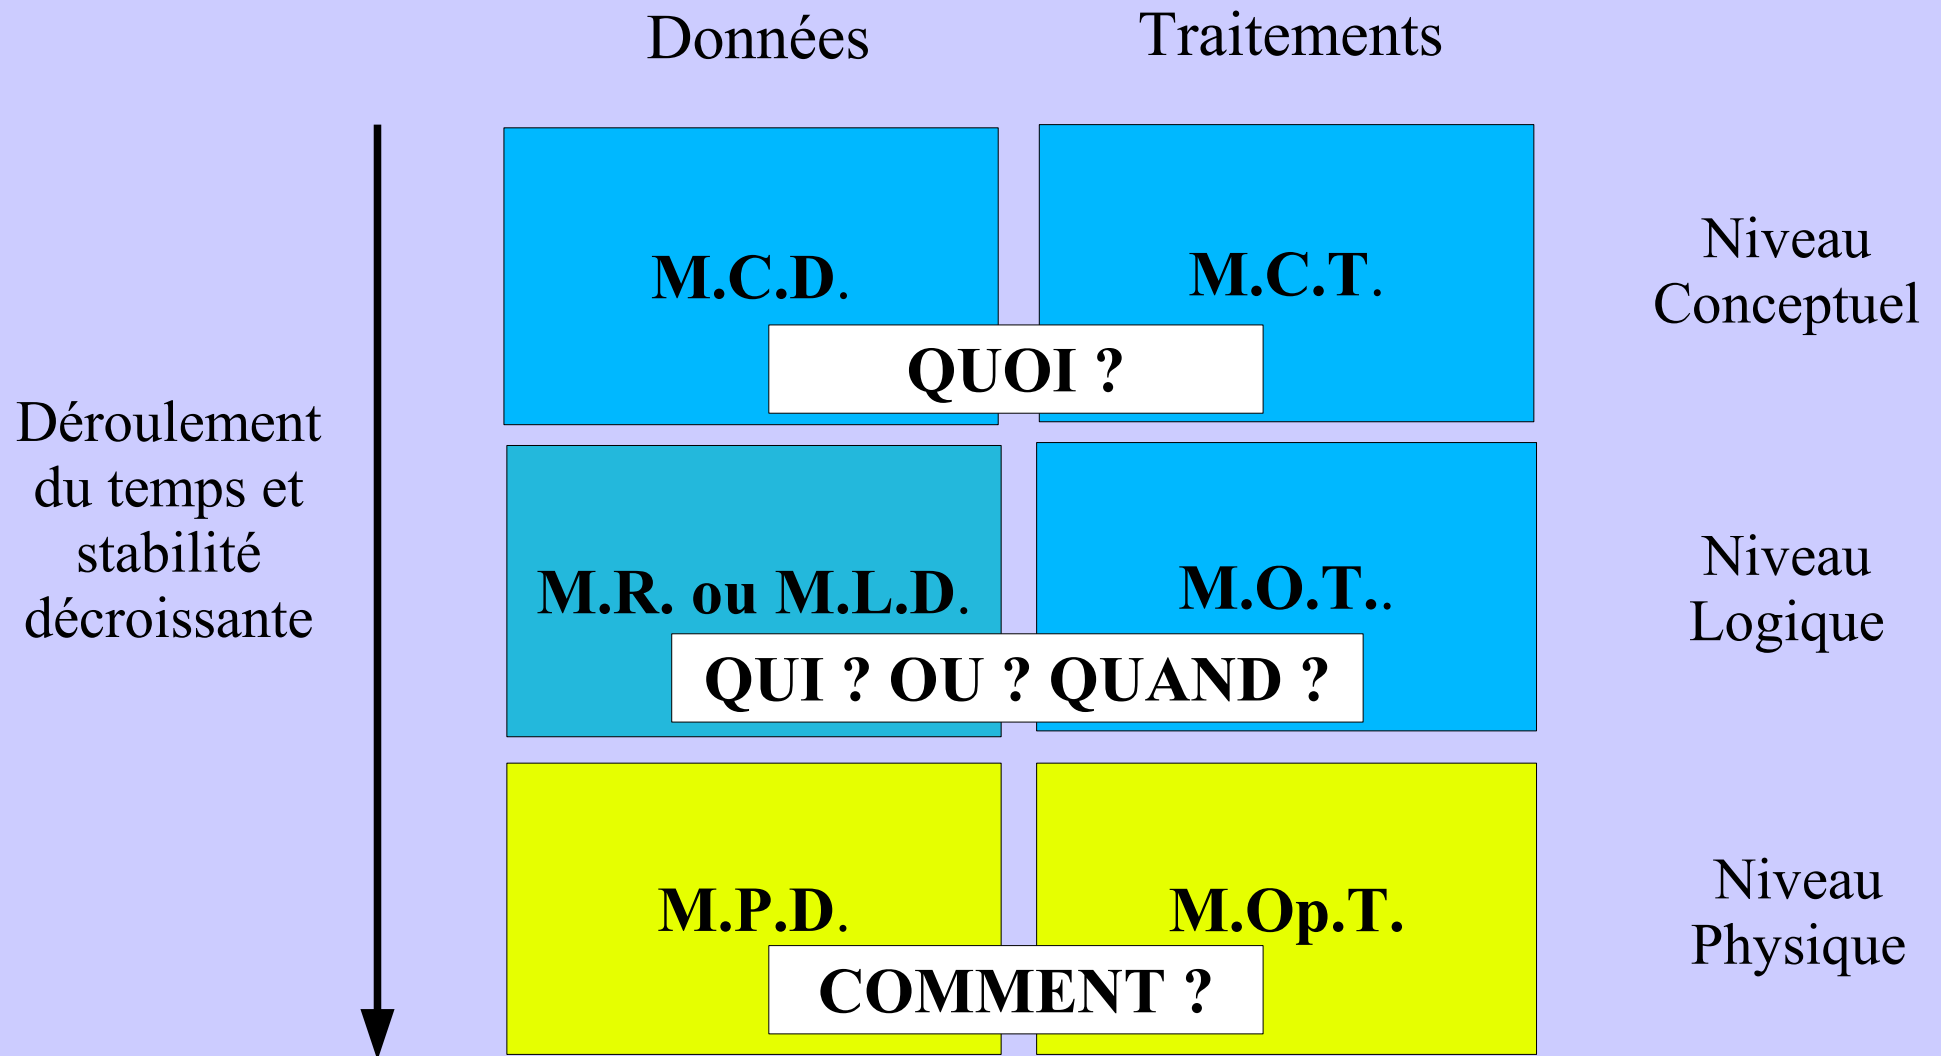 Données
Traitements
M.C.D.
M.C.T.
QUOI ?
Niveau
Conceptuel
Déroulement
du temps et
stabilité
décroissante
M.R. ou M.L.D.
M.O.T..
QUI ? OU ? QUAND ?
Niveau
Logique
M.P.D.
M.Op.T.
COMMENT ?
Niveau
Physique